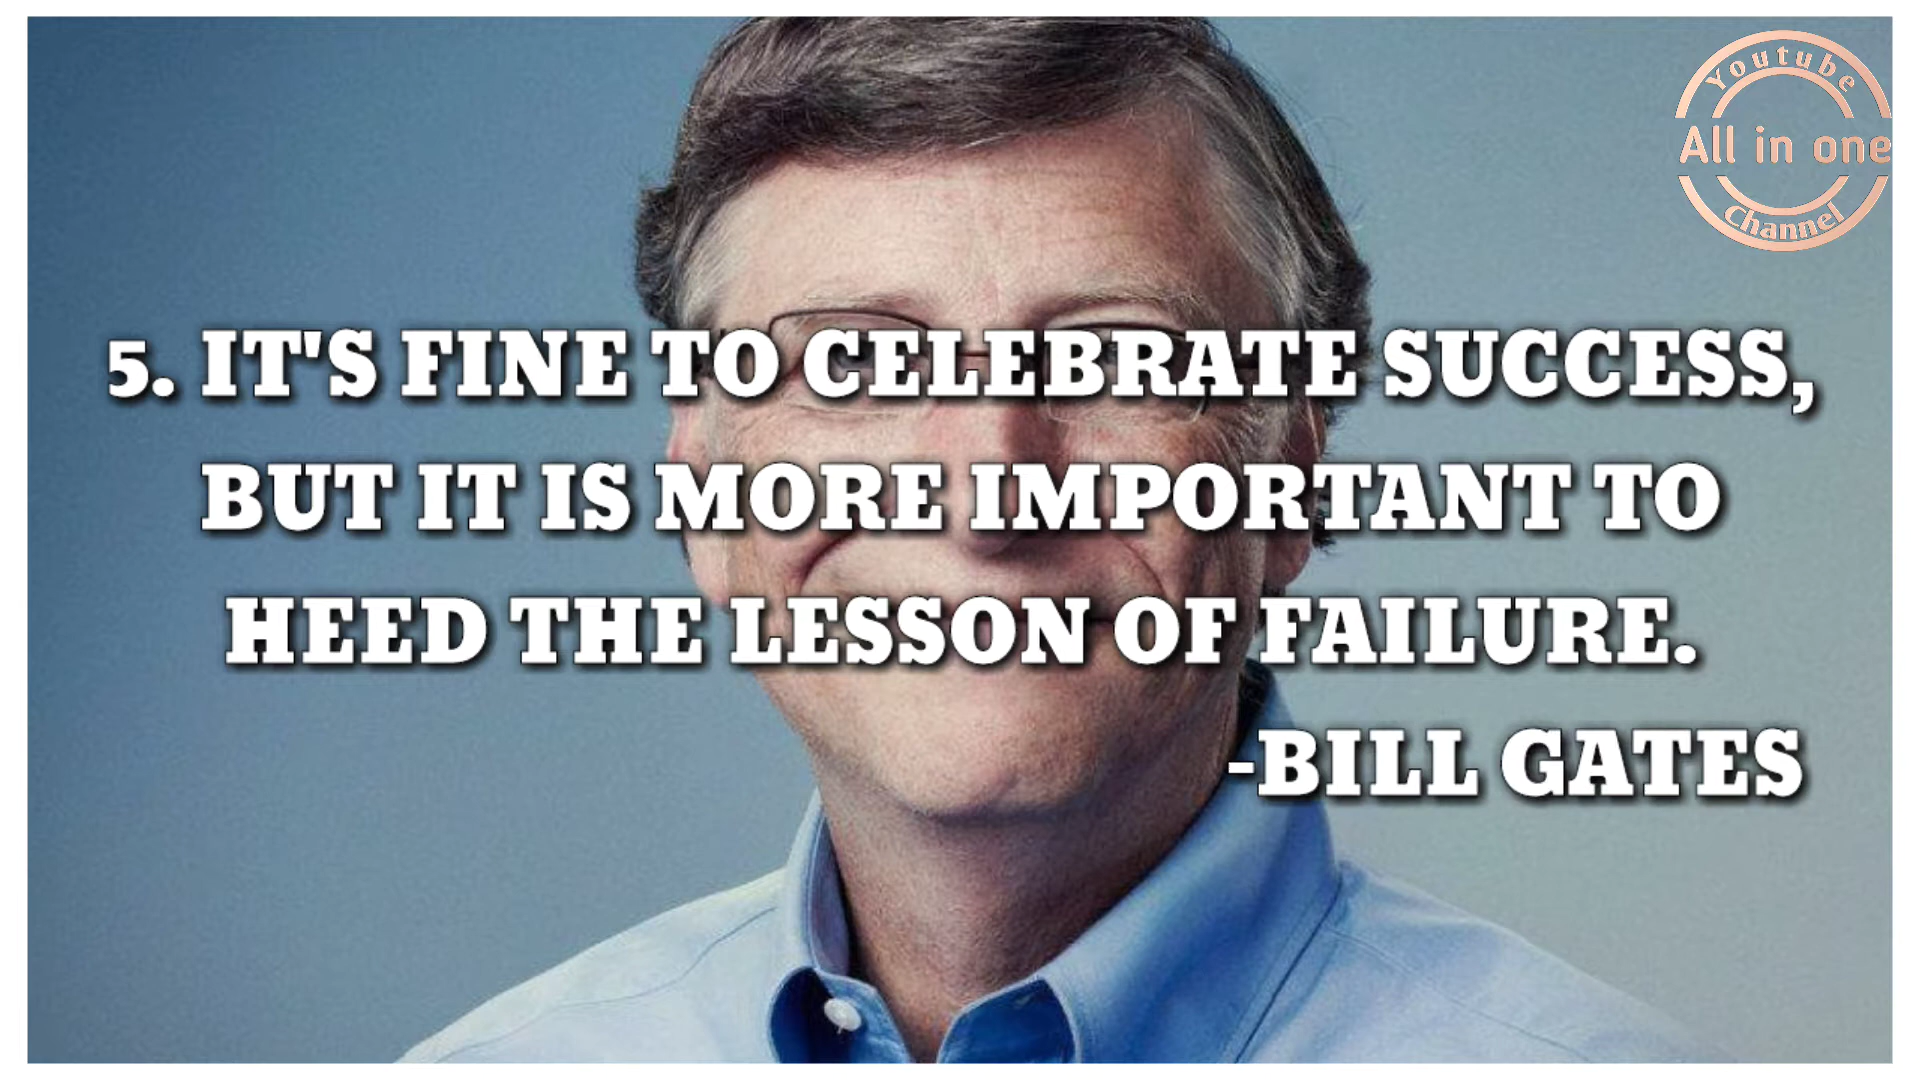 Youtube
All in one
Channel
5. IT'S FINE TO CELEBRATE SUCCESS,
BUT IT IS MORE IMPORTANT TO
HEED THE LESSON OF FAILURE.
-BILL GATES